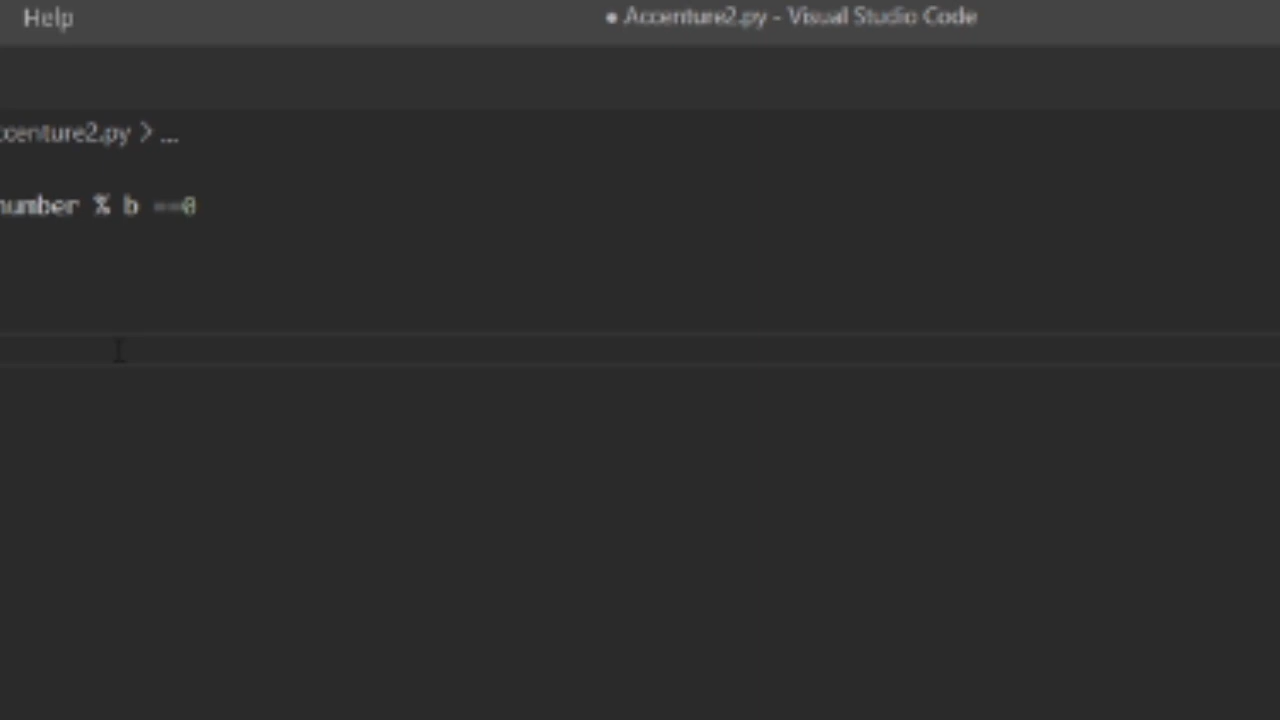 Help
● Accenture2.py - Visual Studio Code
ccenture2.py > ...
number % b ==0